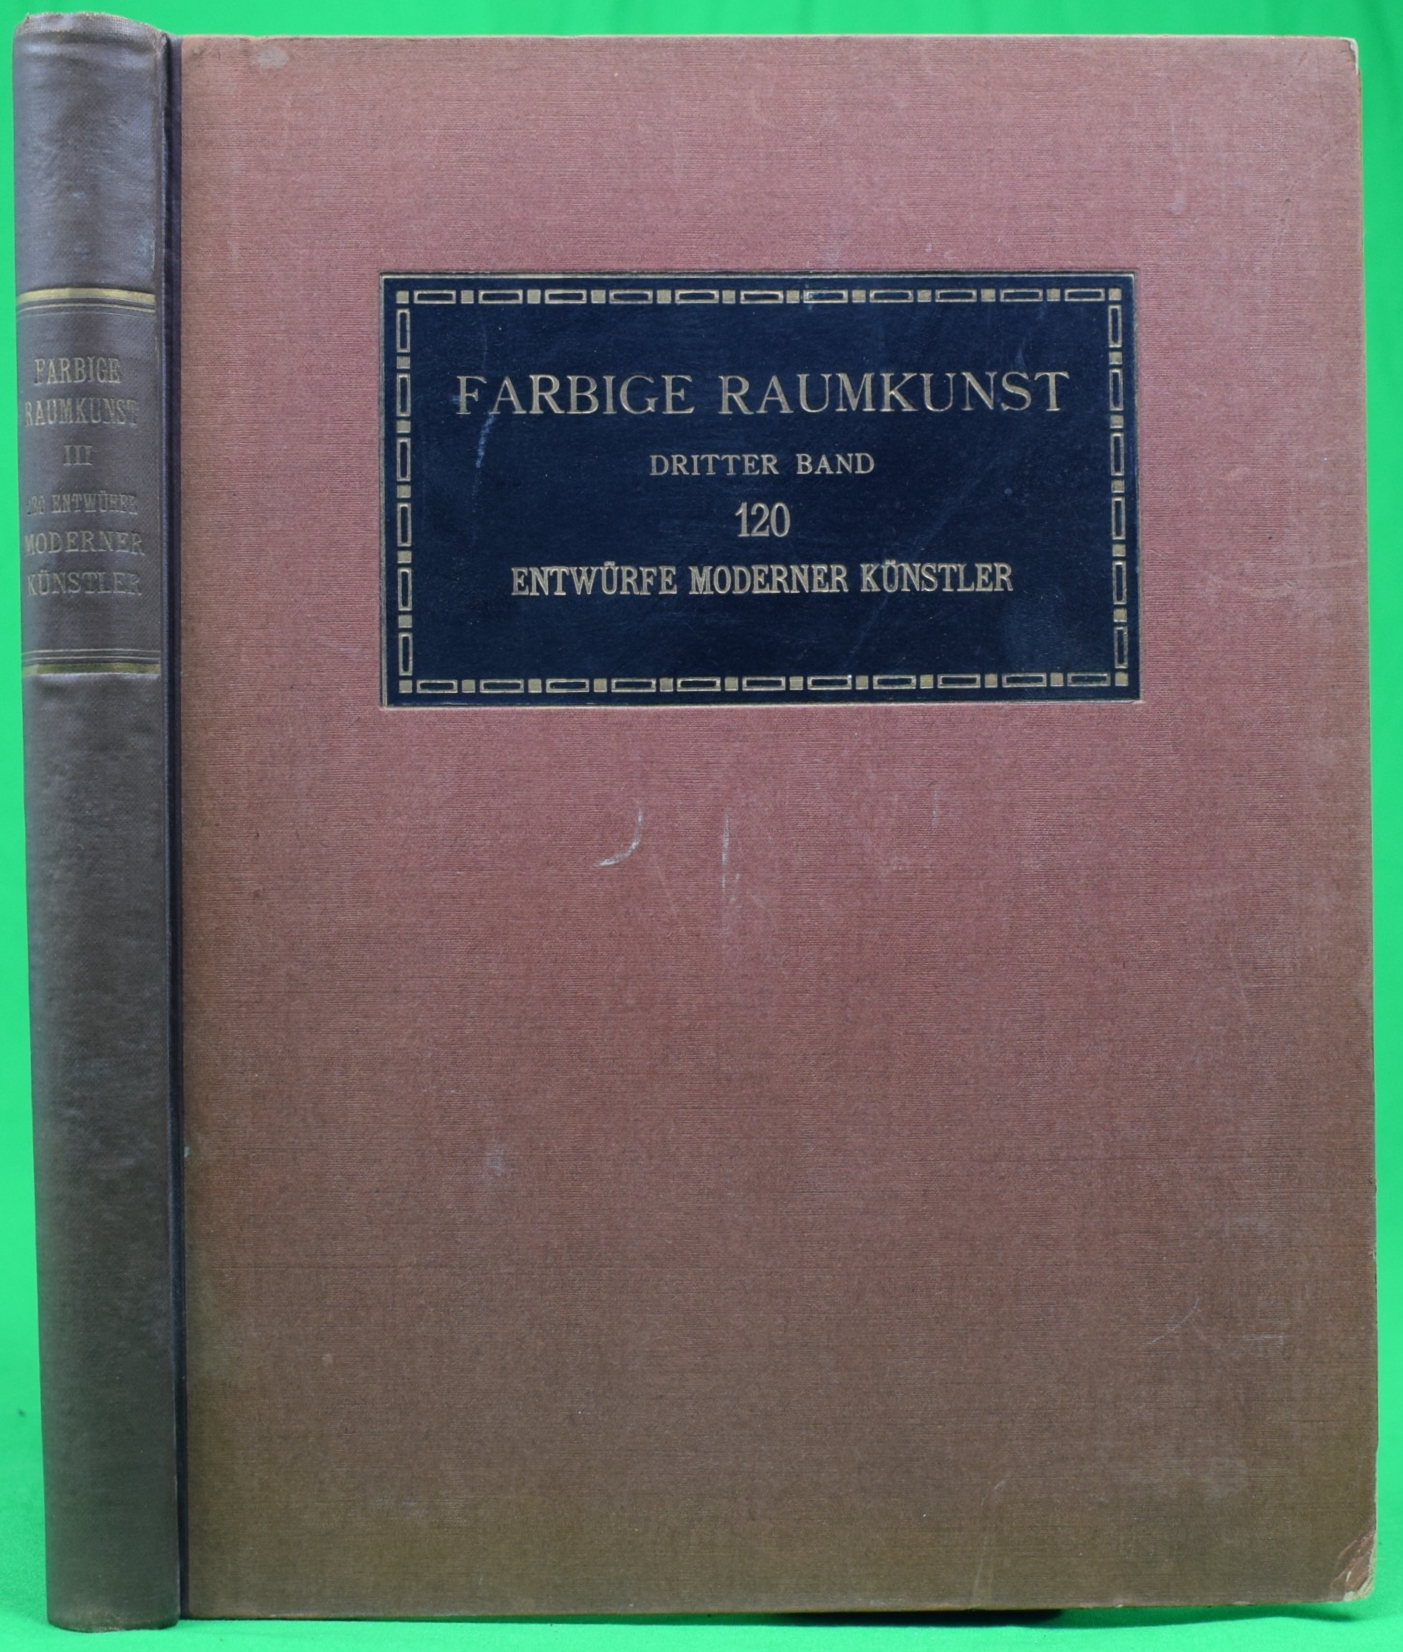 FARBIGE
RAUMKUNST
III
120 ENTWÜRFE
MODERNER
KÜNSTLER
FARBIGE RAUMKUNST
DRITTER BAND
120
ENTWÜRFE MODERNER KÜNSTLER